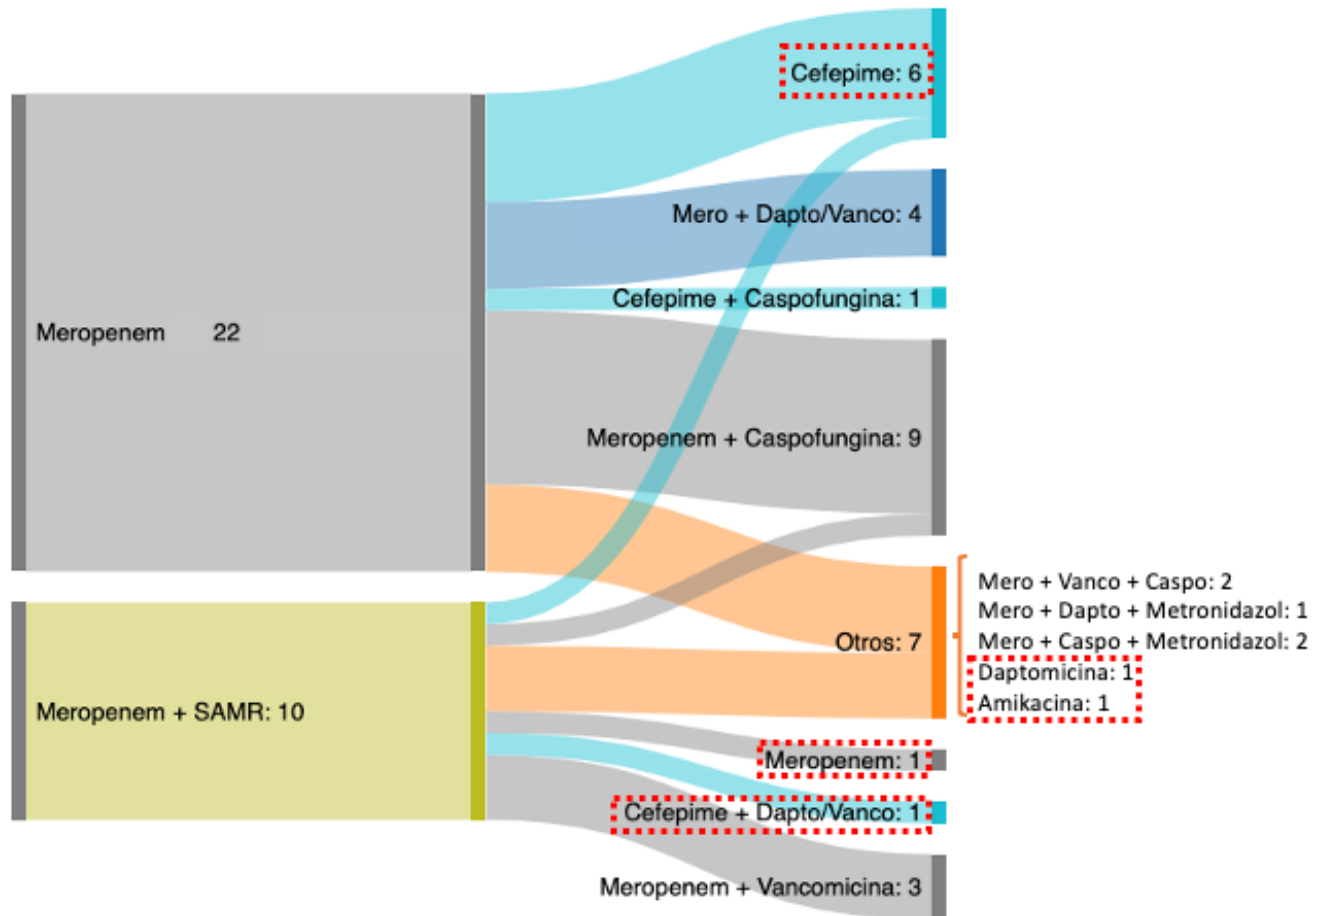 Cefepime: 6
Mero + Dapto/Vanco: 4
Cefepime + Caspofungina: 1
Meropenem 22
Meropenem + Caspofungina: 9
Mero + Vanco + Caspo: 2
Mero + Dapto + Metronidazol: 1
Otros: 7
Mero + Caspo + Metronidazol: 2
Daptomicina: 1
Amikacina: 1
Meropenem + SAMR: 10
Meropenem: 1
Cefepime + Dapto/Vanco: 1
Meropenem + Vancomicina: 3